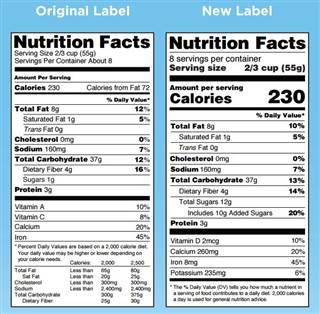 Original Label
Nutrition Facts
Serving Size 2/3 cup (55g)
Servings Per Container About 8
Amount Per Serving
Calories 230 Calories from Fat 72
% Daily Value*
Total Fat 8g 12%
Saturated Fat 1g 5%
Trans Fat 0g
Cholesterol 0mg 0%
Sodium 160mg 7%
Total Carbohydrate 37g 12%
Dietary Fiber 4g 16%
Sugars 1g
Protein 3g
Vitamin A 10%
Vitamin C 8%
Calcium 20%
Iron 45%
* Percent Daily Values are based on a 2,000 calorie diet.
Your daily value may be higher or lower depending on
your calorie needs.
Calories: 2,000 2,500
Total Fat Less than 65g 80g
Sat Fat Less than 20g 25g
Cholesterol Less than 300mg 300mg
Sodium Less than 2,400mg 2,400mg
Total Carbohydrate 300g 375g
Dietary Fiber 25g 30g
New Label
Nutrition Facts
8 servings per container
Serving size 2/3 cup (55g)
Amount per serving
Calories 230
% Daily Value*
Total Fat 8g 10%
Saturated Fat 1g 5%
Trans Fat 0g
Cholesterol 0mg 0%
Sodium 160mg 7%
Total Carbohydrate 37g 13%
Dietary Fiber 4g 14%
Total Sugars 12g
Includes 10g Added Sugars 20%
Protein 3g
Vitamin D 2mcg 10%
Calcium 260mg 20%
Iron 8mg 45%
Potassium 235mg 6%
* The % Daily Value (DV) tells you how much a nutrient in
a serving of food contributes to a daily diet. 2,000 calories
a day is used for general nutrition advice.